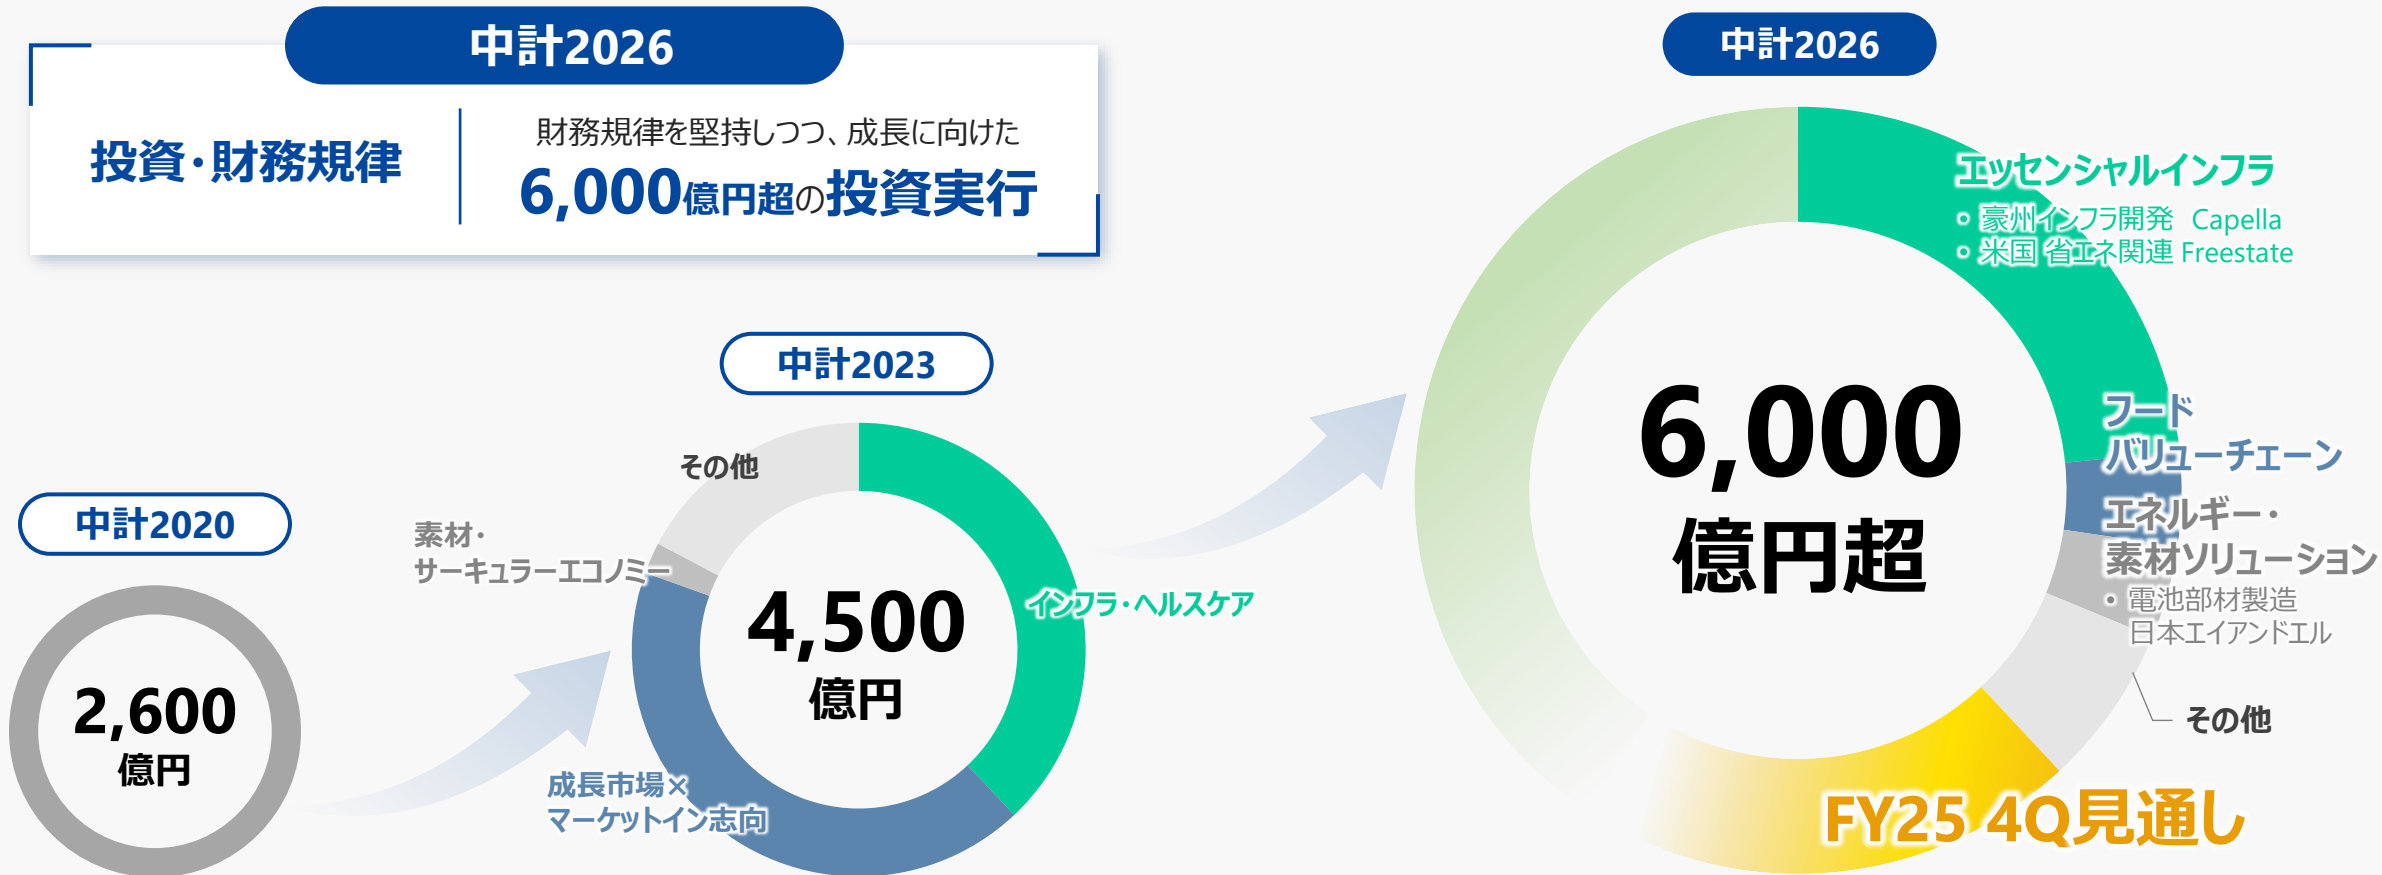 中計2026
投資・財務規律
財務規律を堅持しつつ、成長に向けた
6,000億円超の投資実行
中計2020
2,600
億円
中計2023
その他
素材・
サーキュラーエコノミー
インフラ・ヘルスケア
成長市場×
マーケットイン志向
4,500
億円
中計2026
エッセンシャルインフラ
・豪州インフラ開発 Capella
・米国 省エネ関連 Freestate
フード
バリューチェーン
エネルギー・
素材ソリューション
・電池部材製造
日本エイアンドエル
その他
FY25 4Q見通し
6,000
億円超